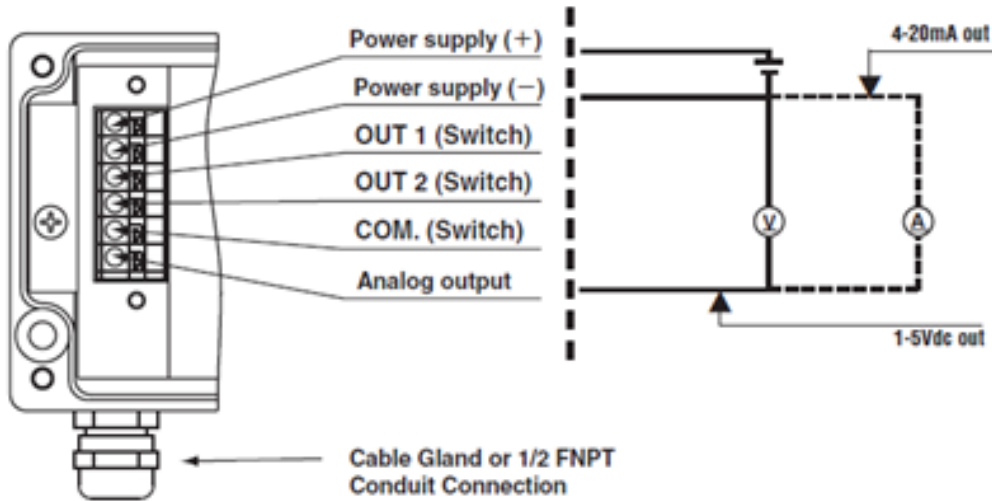 Power supply (+)
Power supply (−)
OUT 1 (Switch)
OUT 2 (Switch)
COM. (Switch)
Analog output
4-20mA out
V
A
1-5Vdc out
Cable Gland or 1/2 FNPT
Conduit Connection